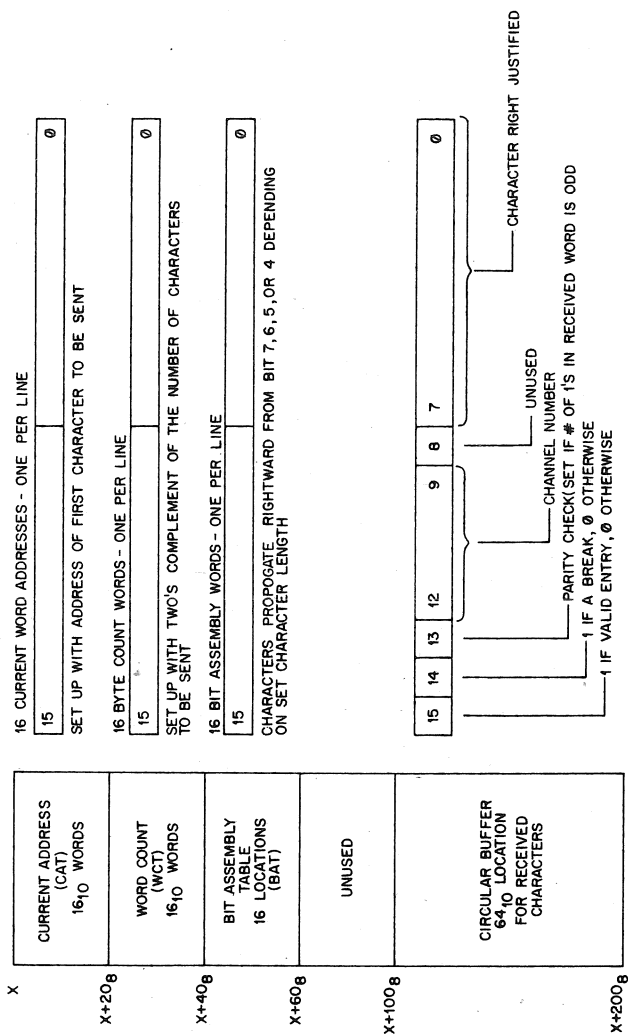 X
CURRENT ADDRESS
(CAT)
16₁₀ WORDS
X+20₈
WORD COUNT
(WCT)
16₁₀ WORDS
X+40₈
BIT ASSEMBLY
TABLE
16 LOCATIONS
(BAT)
X+60₈
UNUSED
X+100₈
CIRCULAR BUFFER
64₁₀ LOCATION
FOR RECEIVED
CHARACTERS
X+200₈
16 CURRENT WORD ADDRESSES - ONE PER LINE
15 0
SET UP WITH ADDRESS OF FIRST CHARACTER TO BE SENT
16 BYTE COUNT WORDS - ONE PER LINE
15 0
SET UP WITH TWO'S COMPLEMENT OF THE NUMBER OF CHARACTERS
TO BE SENT
16 BIT ASSEMBLY WORDS - ONE PER LINE
15 0
CHARACTERS PROPOGATE RIGHTWARD FROM BIT 7, 6, 5, OR 4 DEPENDING
ON SET CHARACTER LENGTH
15 14 13 12 9 8 7 0
CHARACTER RIGHT JUSTIFIED
UNUSED
CHANNEL NUMBER
PARITY CHECK(SET IF # OF 1'S IN RECEIVED WORD IS ODD
1 IF A BREAK, 0 OTHERWISE
1 IF VALID ENTRY, 0 OTHERWISE